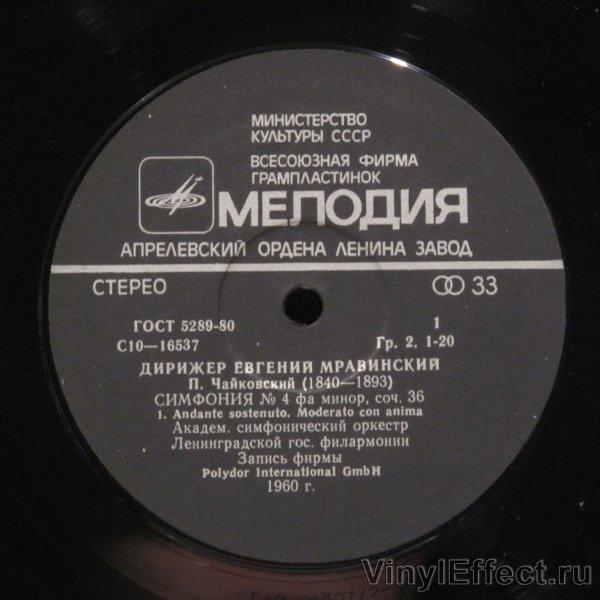 МИНИСТЕРСТВО
КУЛЬТУРЫ СССР
ВСЕСОЮЗНАЯ ФИРМА
ГРАМПЛАСТИНОК
МЕЛОДИЯ
АПРЕЛЕВСКИЙ ОРДЕНА ЛЕНИНА ЗАВОД
СТЕРЕО 33
ГОСТ 5289-80 1
С10—16537 Гр. 2. 1-20
ДИРИЖЕР ЕВГЕНИЙ МРАВИНСКИЙ
П. Чайковский (1840—1893)
СИМФОНИЯ № 4 фа минор, соч. 36
1. Andante sostenuto. Moderato con anima
Академ. симфонический оркестр
Ленинградской гос. филармонии
Запись фирмы
Polydor International GmbH
1960 г.
VinylEffect.ru